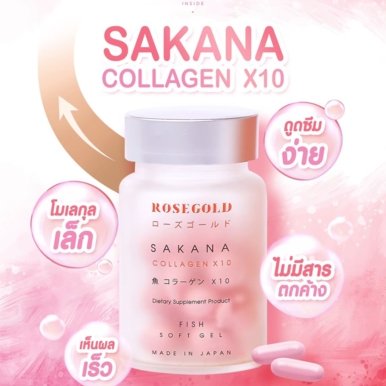 INSIDE
SAKANA
COLLAGEN X10
ดูดซึม
ง่าย
โมเลกุล
เล็ก
ROSEGOLD
ローズゴールド
SAKANA
COLLAGEN X10
魚 コラーゲン X10
Dietary Supplement Product
FISH
SOFT GEL
MADE IN JAPAN
ไม่มีสาร
ตกค้าง
เห็นผล
เร็ว